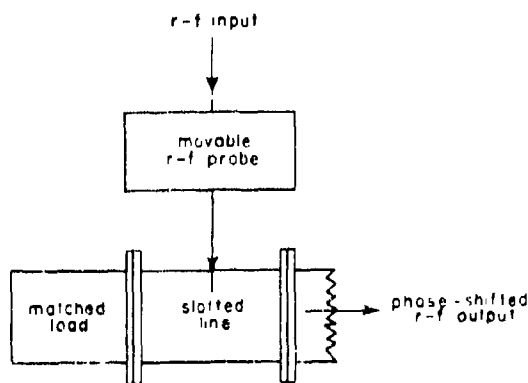 r-f input
movable
r-f probe
matched
load
slotted
line
phase-shifted
r-f output